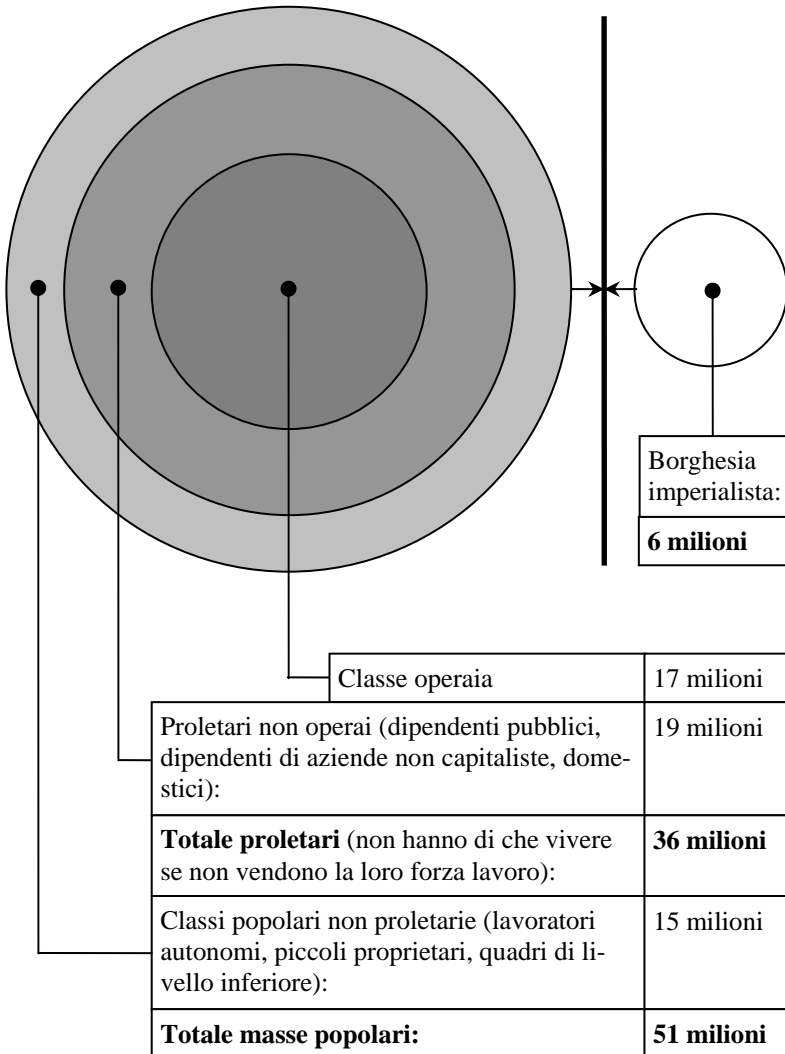 Borghesia
imperialista:
6 milioni
Classe operaia 17 milioni
Proletari non operai (dipendenti pubblici, 19 milioni
dipendenti di aziende non capitaliste, dome-
stici):
Totale proletari (non hanno di che vivere 36 milioni
se non vendono la loro forza lavoro):
Classi popolari non proletarie (lavoratori 15 milioni
autonomi, piccoli proprietari, quadri di li-
vello inferiore):
Totale masse popolari: 51 milioni